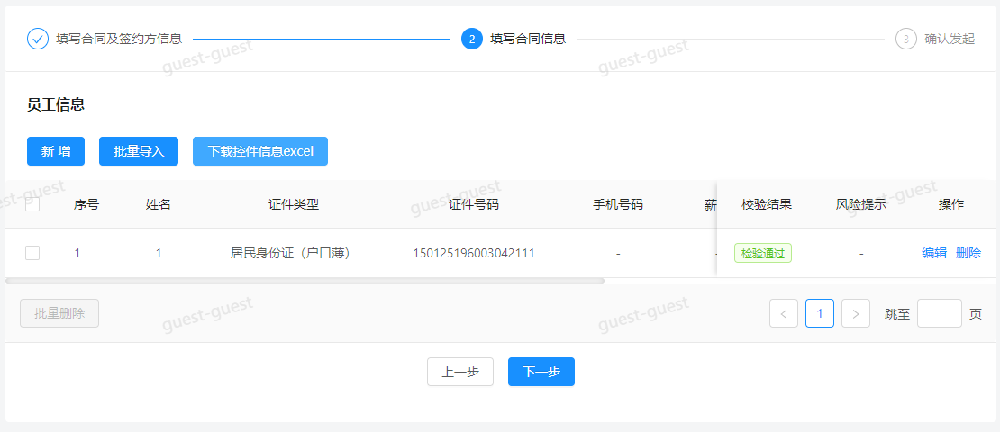 填写合同及签约方信息
2 填写合同信息
3 确认发起
guest-guest guest-guest
员工信息
新 增 批量导入 下载控件信息excel
序号 姓名 证件类型 证件号码 手机号码 薪 校验结果 风险提示 操作
guest-guest guest-guest guest-guest
1 1 居民身份证（户口薄） 150125196003042111 - - 检验通过 - 编辑 删除
批量删除 < 1 > 跳至 页
guest-guest guest-guest
上一步 下一步